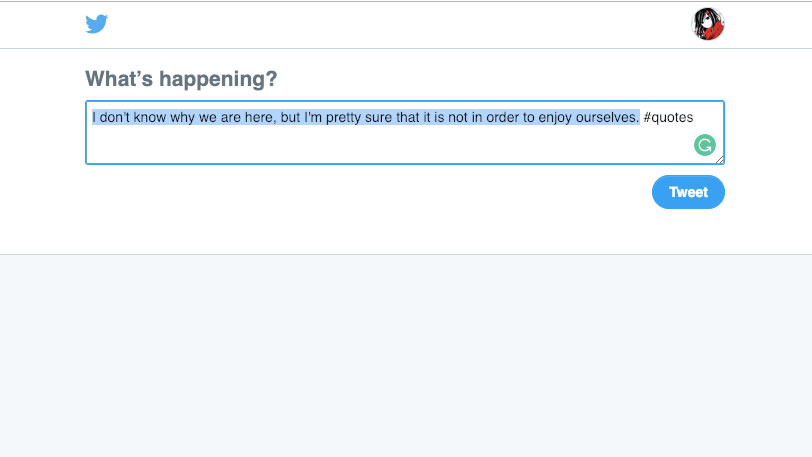 What’s happening?
I don’t know why we are here, but I’m pretty sure that it is not in order to enjoy ourselves. #quotes
Tweet